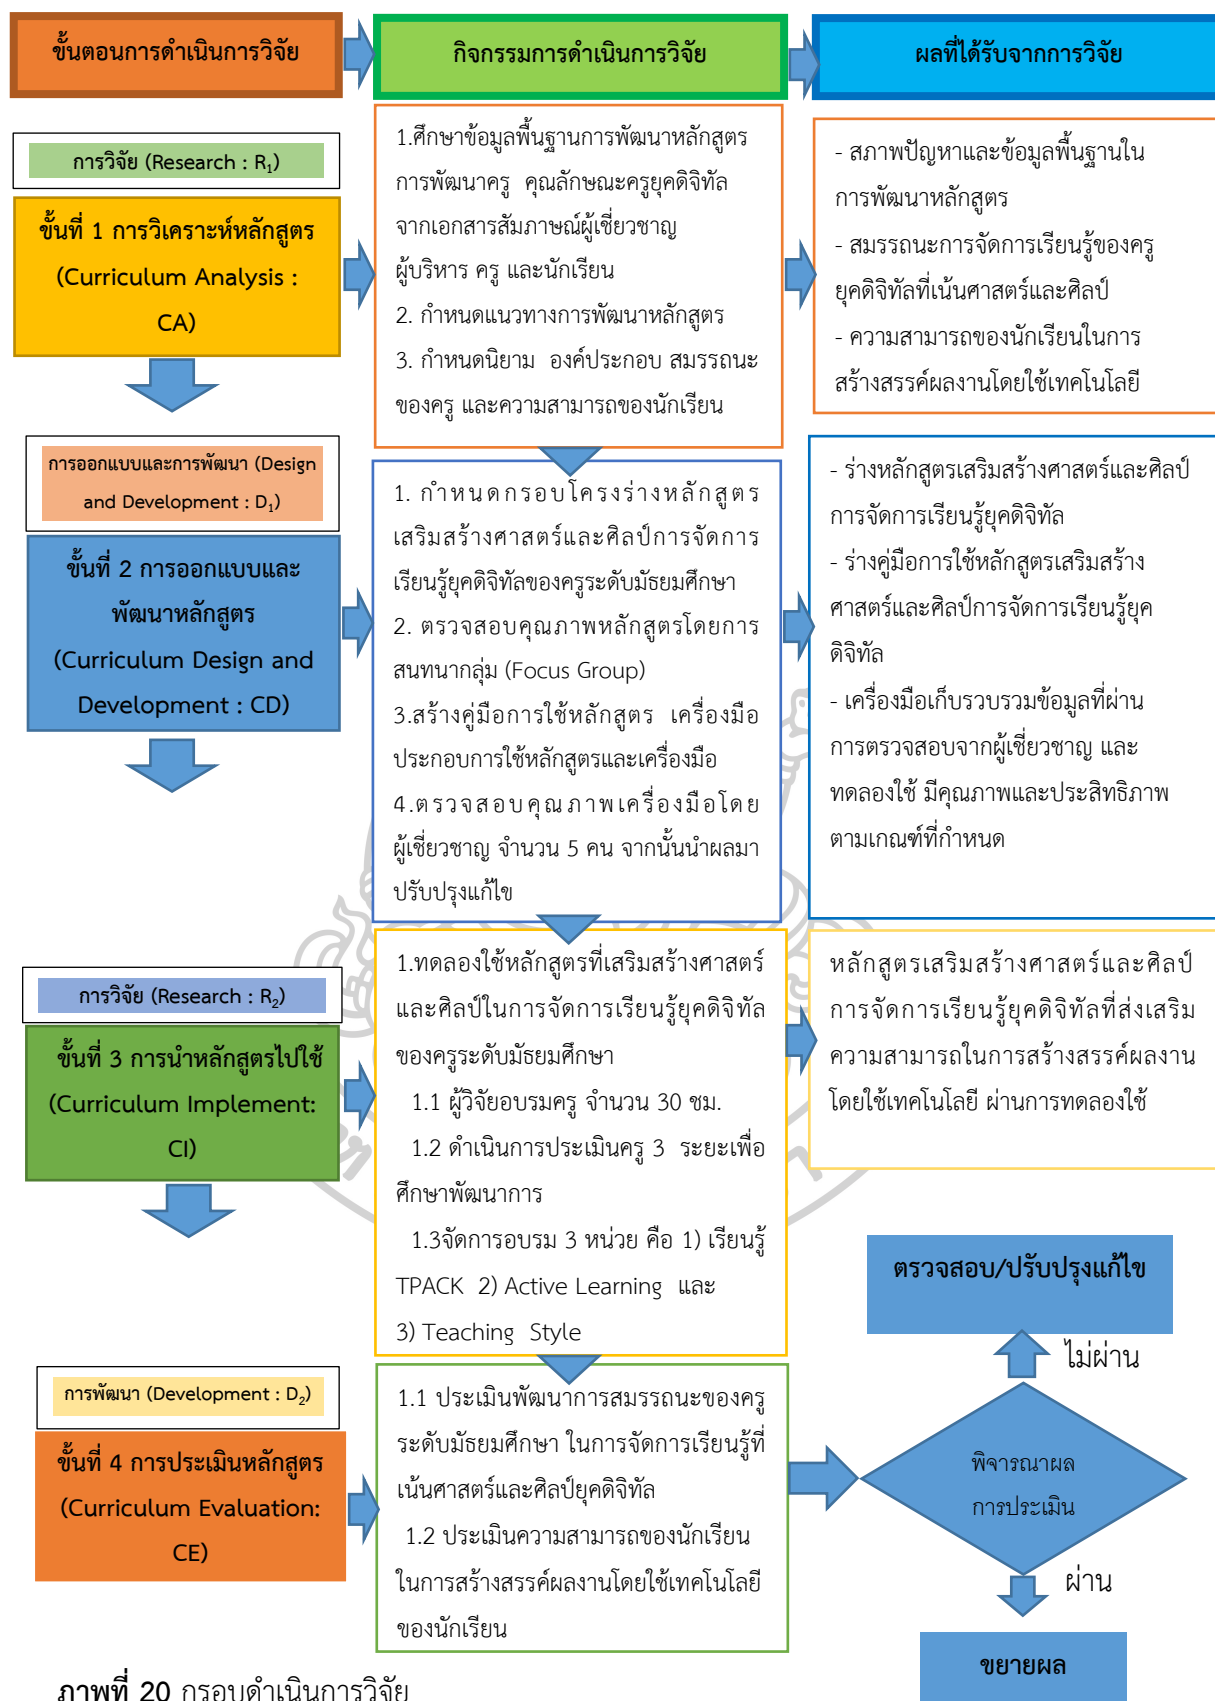 ขั้นตอนการดำเนินการวิจัย
กิจกรรมการดำเนินการวิจัย
ผลที่ได้รับจากการวิจัย
การวิจัย (Research : R1)
ขั้นที่ 1 การวิเคราะห์หลักสูตร
(Curriculum Analysis :
CA)
1.ศึกษาข้อมูลพื้นฐานการพัฒนาหลักสูตร
การพัฒนาครู คุณลักษณะครูยุคดิจิทัล
จากเอกสารสัมภาษณ์ผู้เชี่ยวชาญ
ผู้บริหาร ครู และนักเรียน
2. กำหนดแนวทางการพัฒนาหลักสูตร
3. กำหนดนิยาม องค์ประกอบ สมรรถนะ
ของครู และความสามารถของนักเรียน
- สภาพปัญหาและข้อมูลพื้นฐานใน
การพัฒนาหลักสูตร
- สมรรถนะการจัดการเรียนรู้ของครู
ยุคดิจิทัลที่เน้นศาสตร์และศิลป์
- ความสามารถของนักเรียนในการ
สร้างสรรค์ผลงานโดยใช้เทคโนโลยี
การออกแบบและการพัฒนา (Design
and Development : D1)
ขั้นที่ 2 การออกแบบและ
พัฒนาหลักสูตร
(Curriculum Design and
Development : CD)
1. กำหนดกรอบโครงร่างหลักสูตร
เสริมสร้างศาสตร์และศิลป์การจัดการ
เรียนรู้ยุคดิจิทัลของครูระดับมัธยมศึกษา
2. ตรวจสอบคุณภาพหลักสูตรโดยการ
สนทนากลุ่ม (Focus Group)
3.สร้างคู่มือการใช้หลักสูตร เครื่องมือ
ประกอบการใช้หลักสูตรและเครื่องมือ
4.ตรวจสอบคุณภาพเครื่องมือโดย
ผู้เชี่ยวชาญ จำนวน 5 คน จากนั้นนำผลมา
ปรับปรุงแก้ไข
- ร่างหลักสูตรเสริมสร้างศาสตร์และศิลป์
การจัดการเรียนรู้ยุคดิจิทัล
- ร่างคู่มือการใช้หลักสูตรเสริมสร้าง
ศาสตร์และศิลป์การจัดการเรียนรู้ยุค
ดิจิทัล
- เครื่องมือเก็บรวบรวมข้อมูลที่ผ่าน
การตรวจสอบจากผู้เชี่ยวชาญ และ
ทดลองใช้ มีคุณภาพและประสิทธิภาพ
ตามเกณฑ์ที่กำหนด
การวิจัย (Research : R2)
ขั้นที่ 3 การนำหลักสูตรไปใช้
(Curriculum Implement:
CI)
1.ทดลองใช้หลักสูตรที่เสริมสร้างศาสตร์
และศิลป์ในการจัดการเรียนรู้ยุคดิจิทัล
ของครูระดับมัธยมศึกษา
1.1 ผู้วิจัยอบรมครู จำนวน 30 ชม.
1.2 ดำเนินการประเมินครู 3 ระยะเพื่อ
ศึกษาพัฒนาการ
1.3จัดการอบรม 3 หน่วย คือ 1) เรียนรู้
TPACK 2) Active Learning และ
3) Teaching Style
หลักสูตรเสริมสร้างศาสตร์และศิลป์
การจัดการเรียนรู้ยุคดิจิทัลที่ส่งเสริม
ความสามารถในการสร้างสรรค์ผลงาน
โดยใช้เทคโนโลยี ผ่านการทดลองใช้
การพัฒนา (Development : D2)
ขั้นที่ 4 การประเมินหลักสูตร
(Curriculum Evaluation:
CE)
1.1 ประเมินพัฒนาการสมรรถนะของครู
ระดับมัธยมศึกษา ในการจัดการเรียนรู้ที่
เน้นศาสตร์และศิลป์ยุคดิจิทัล
1.2 ประเมินความสามารถของนักเรียน
ในการสร้างสรรค์ผลงานโดยใช้เทคโนโลยี
ของนักเรียน
ตรวจสอบ/ปรับปรุงแก้ไข
ไม่ผ่าน
พิจารณาผล
การประเมิน
ผ่าน
ขยายผล
ภาพที่ 20 กรอบดำเนินการวิจัย